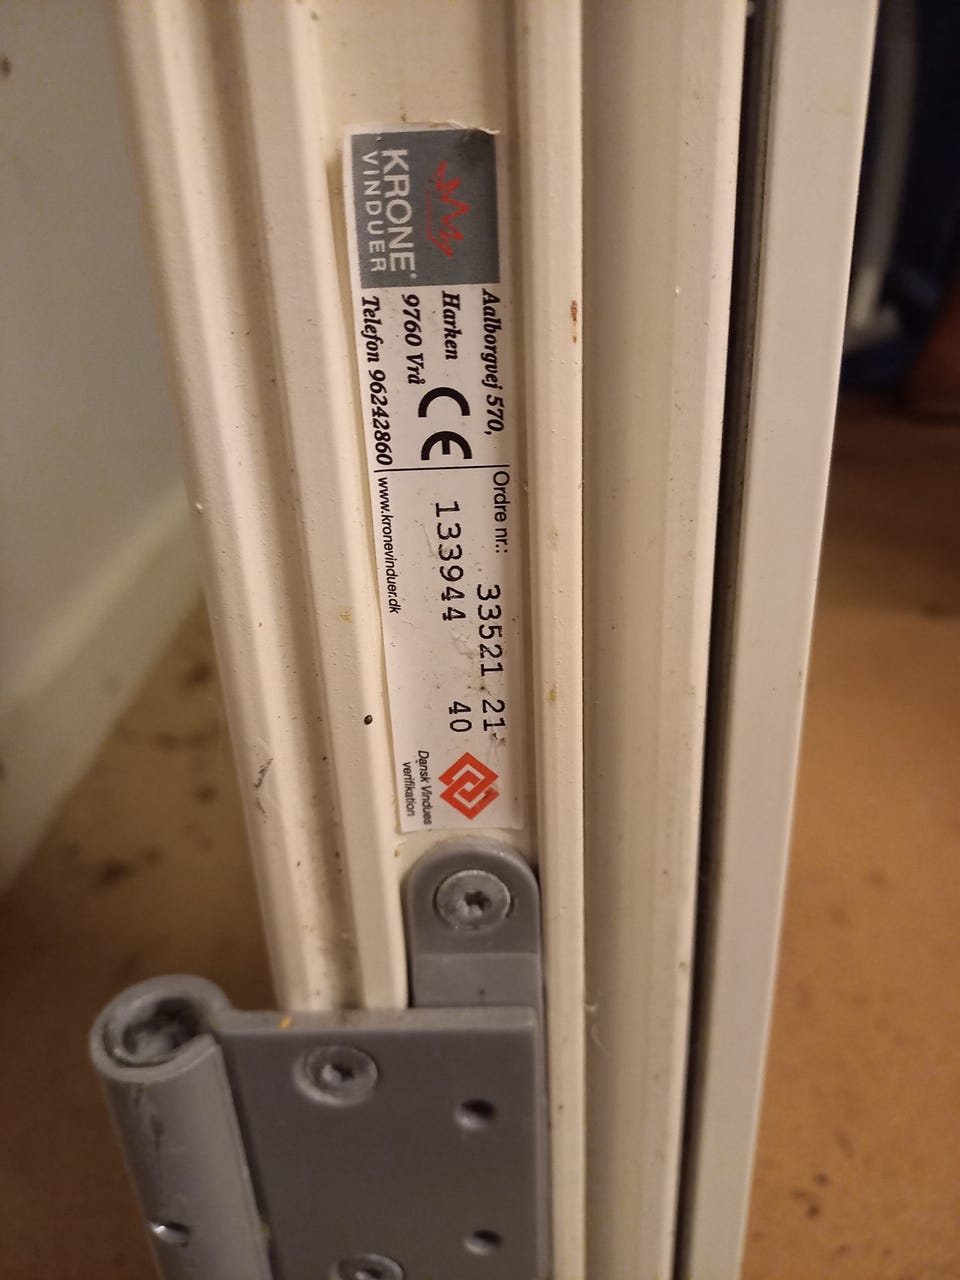 KRONE®
VINDUER
Aalborgvej 570,
Harken
9760 Vrå
Telefon 96242860
CE
Ordre nr.: 33521 21-
133944 40
www.kronevinduer.dk
Dansk Vindues
verifikation